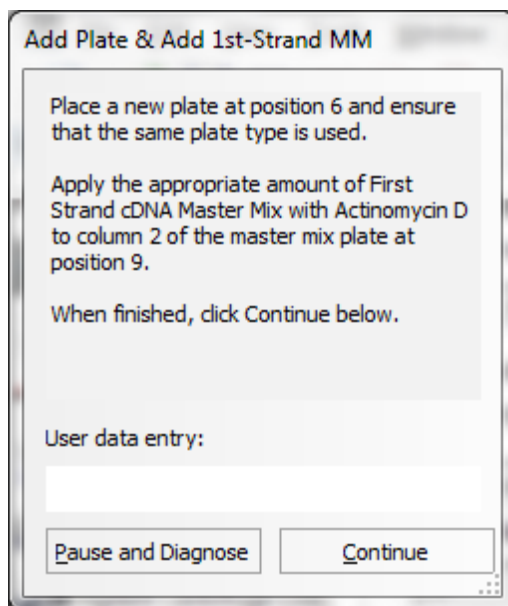 Add Plate & Add 1st-Strand MM
Place a new plate at position 6 and ensure
that the same plate type is used.
Apply the appropriate amount of First
Strand cDNA Master Mix with Actinomycin D
to column 2 of the master mix plate at
position 9.
When finished, click Continue below.
User data entry:
Pause and Diagnose
Continue